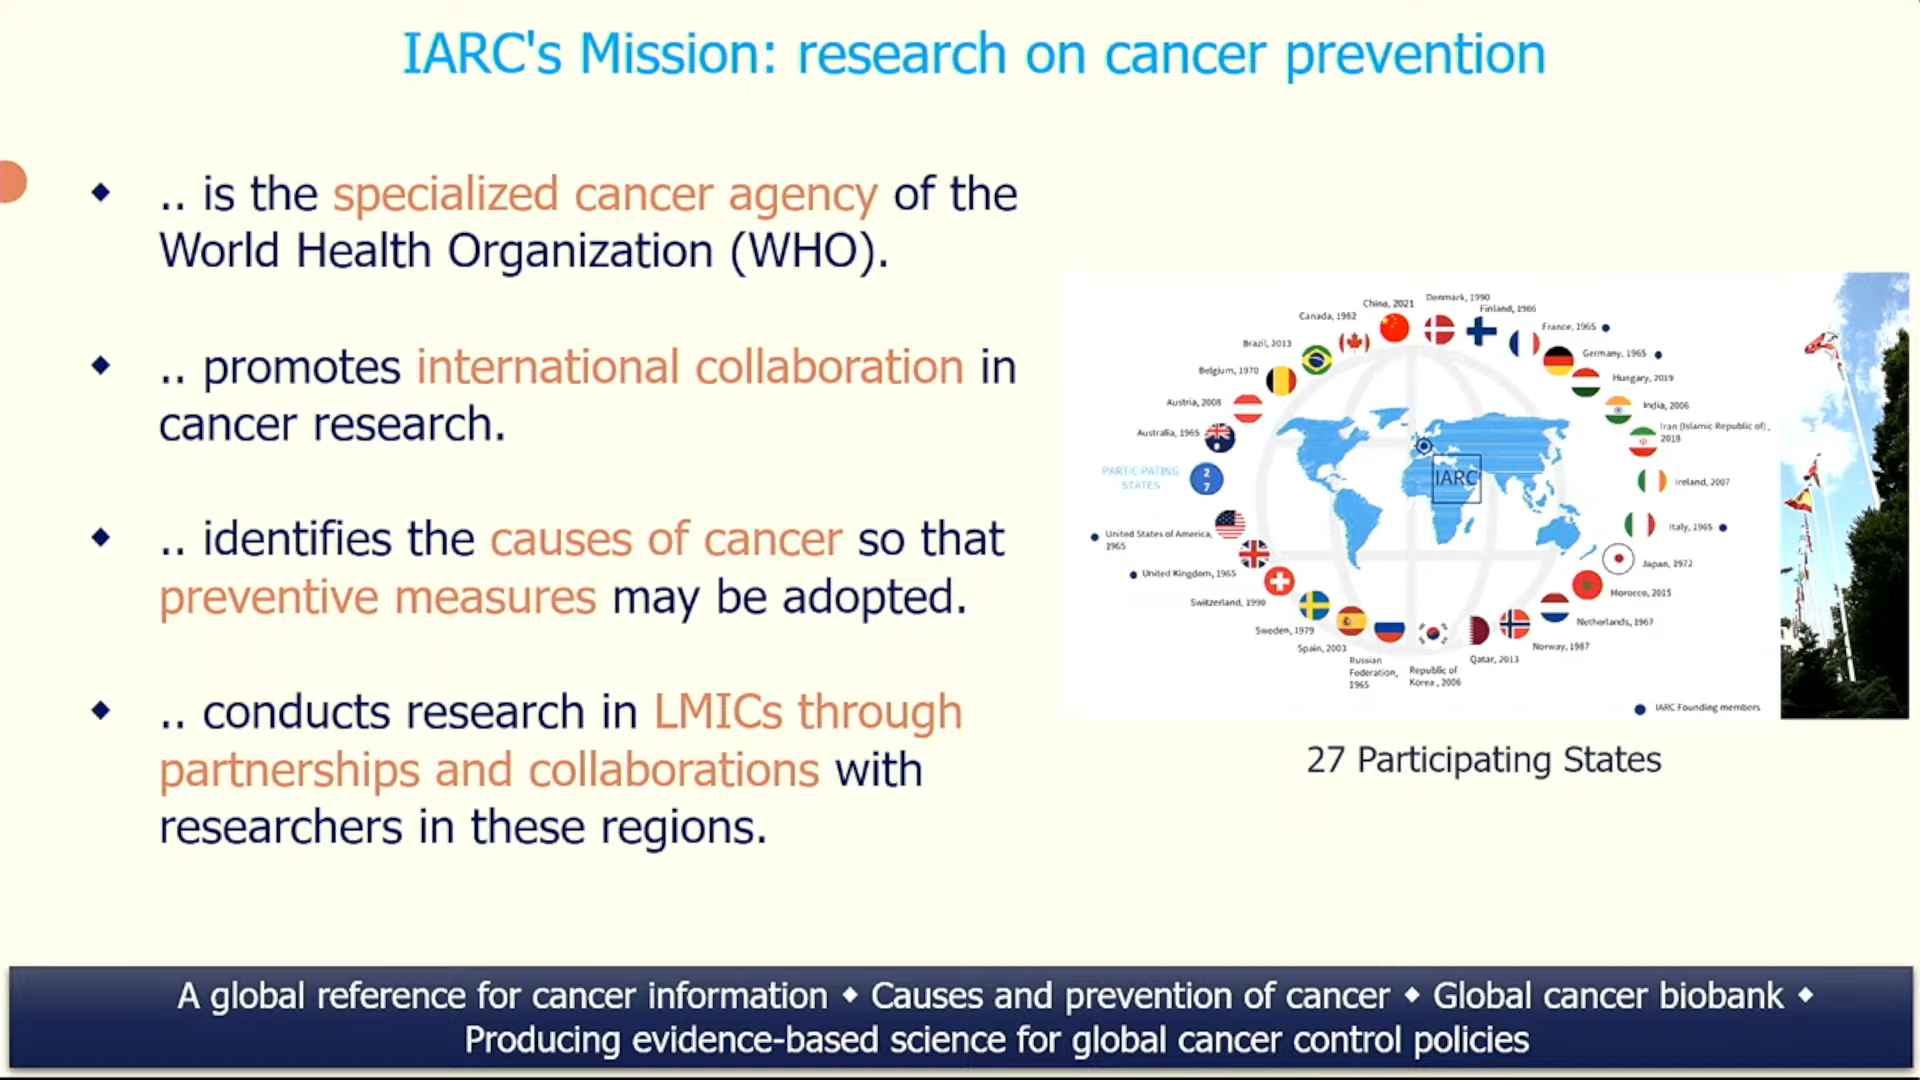 IARC's Mission: research on cancer prevention
.. is the specialized cancer agency of the
World Health Organization (WHO).
.. promotes international collaboration in
cancer research.
.. identifies the causes of cancer so that
preventive measures may be adopted.
.. conducts research in LMICs through
partnerships and collaborations with
researchers in these regions.
China, 2021
Denmark, 1990
Canada, 1982
Finland, 1986
Brazil, 2013
France, 1965
Belgium, 1970
Germany, 1965
Austria, 2008
Hungary, 2019
Australia, 1965
India, 2006
Iran (Islamic Republic of),
2018
PARTICIPATING
STATES
2
7
IARC
Ireland, 2007
United States of America,
1965
Italy, 1965
United Kingdom, 1965
Japan, 1972
Switzerland, 1990
Morocco, 2015
Sweden, 1979
Netherlands, 1967
Spain, 2003
Norway, 1987
Russian
Federation,
1965
Republic of
Korea , 2006
Qatar, 2013
IARC Founding members
27 Participating States
A global reference for cancer information ◆ Causes and prevention of cancer ◆ Global cancer biobank ◆
Producing evidence-based science for global cancer control policies